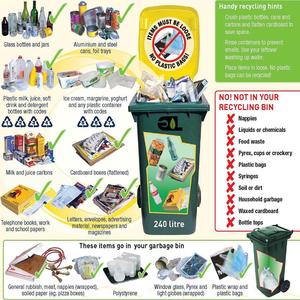 Handy recycling hints
Crush plastic bottles, cans and
cartons and flatten cardboard to
save space.
Rinse containers to prevent
smells. Use your leftover
washing up water.
Place items loose. No plastic
bags can be recycled!
ITEMS MUST BE LOOSE
NO PLASTIC BAGS!
Glass bottles and jars
Aluminium and steel
cans, foil trays
Plastic milk, juice, soft
drink and detergent
bottles with codes
Ice cream, margarine, yoghurt
and any plastic container
with codes
Milk and juice cartons
Cardboard boxes (flattened)
Telephone books, work
and school papers
Letters, envelopes, advertising
material, newspapers and
magazines
240 litre
NO! NOT IN YOUR
RECYCLING BIN
Nappies
Liquids or chemicals
Food waste
Pyrex, cups or crockery
Plastic bags
Syringes
Soil or dirt
Household garbage
Waxed cardboard
Bottle tops
These items go in your garbage bin
General rubbish, meat, nappies (wrapped),
soiled paper (eg. pizza boxes)
Polystyrene
Window glass, Pyrex and
light globes (wrapped)
Plastic wrap and
plastic bags